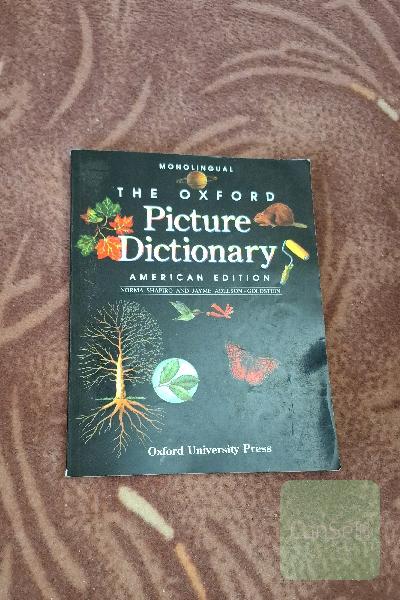 MONOLINGUAL
THE OXFORD
Picture
Dictionary
AMERICAN EDITION
NORMA SHAPIRO AND JAYME ADELSON-GOLDSTEIN
Oxford University Press